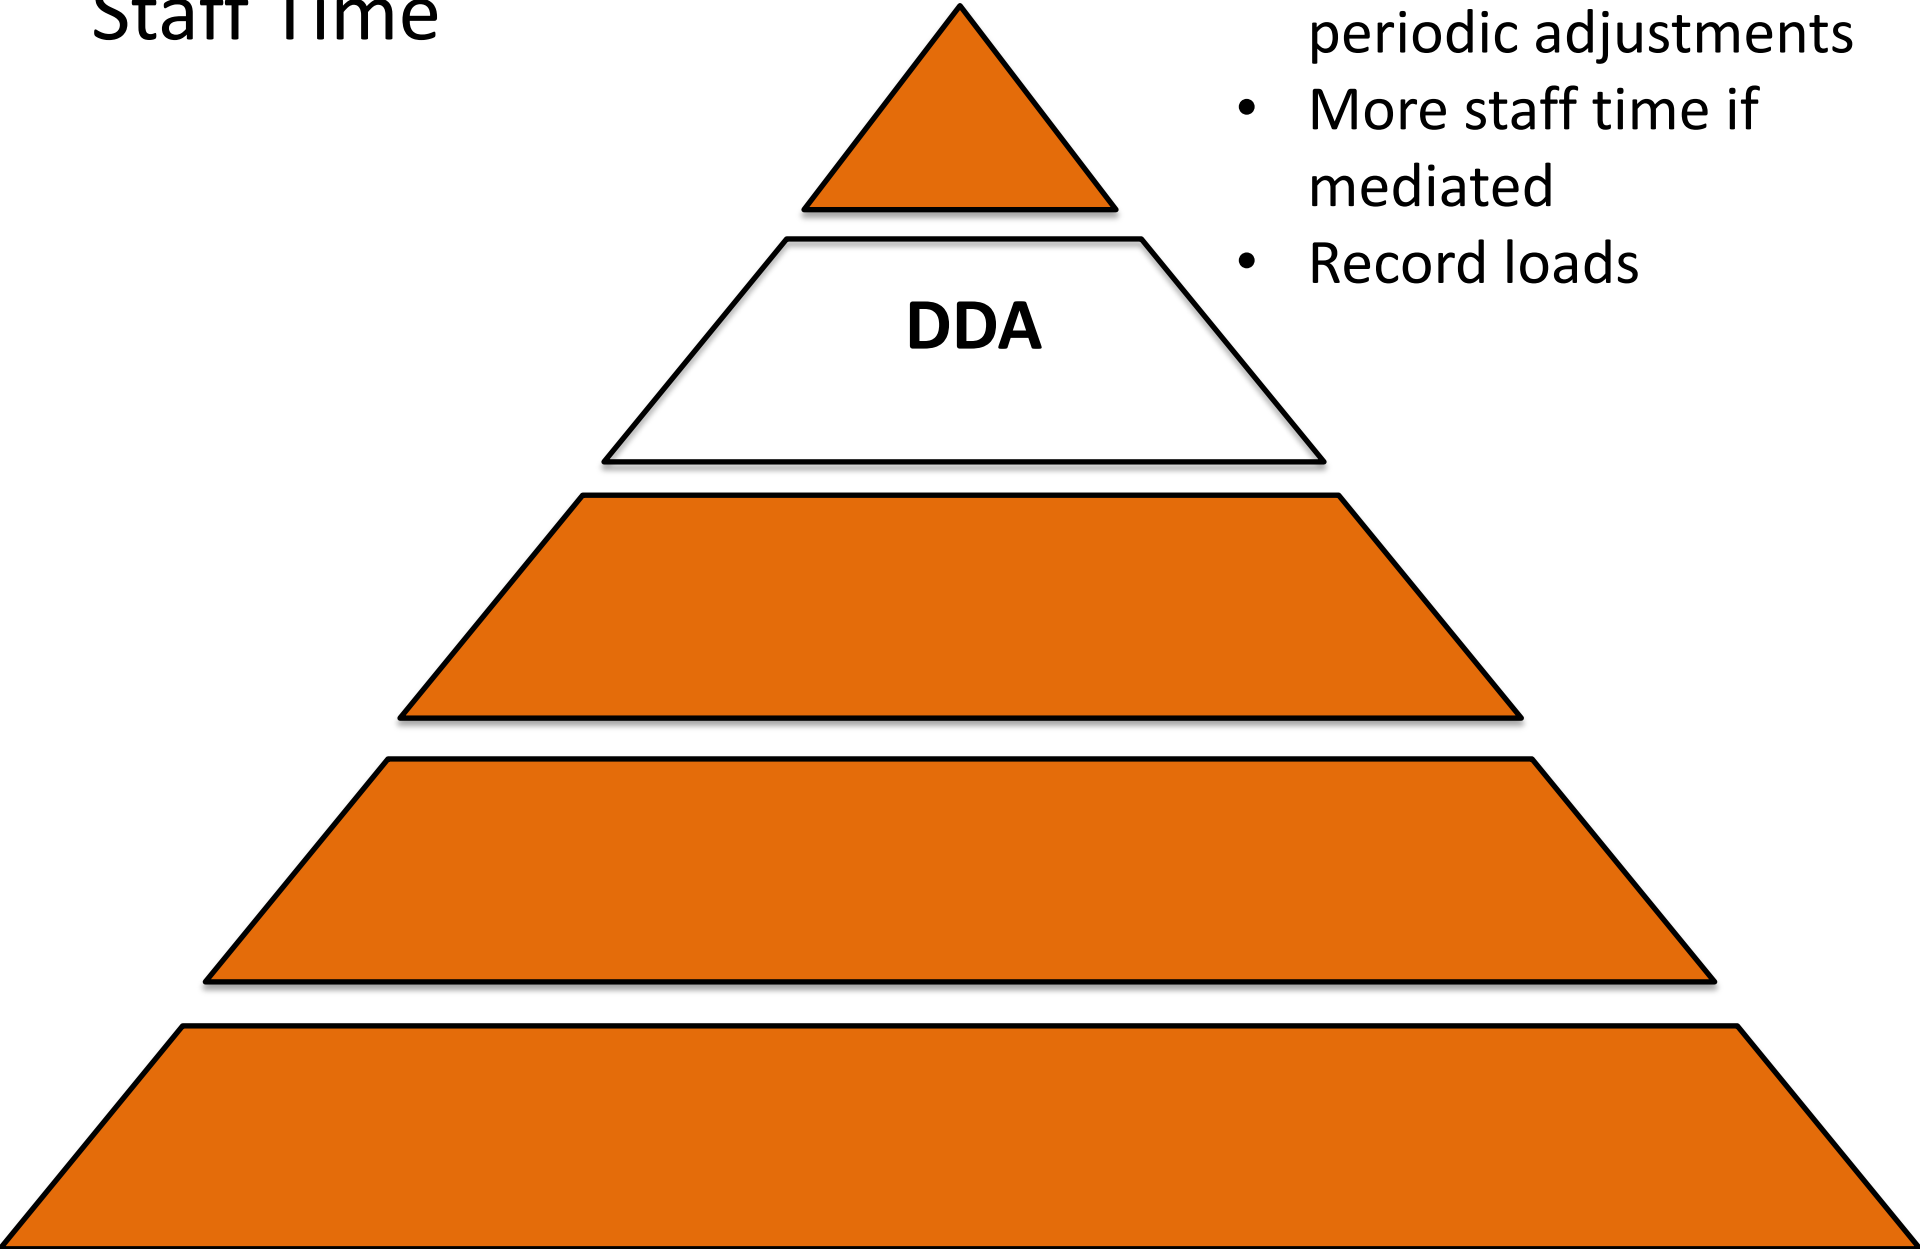 Staff Time
periodic adjustments
• More staff time if
mediated
• Record loads
DDA